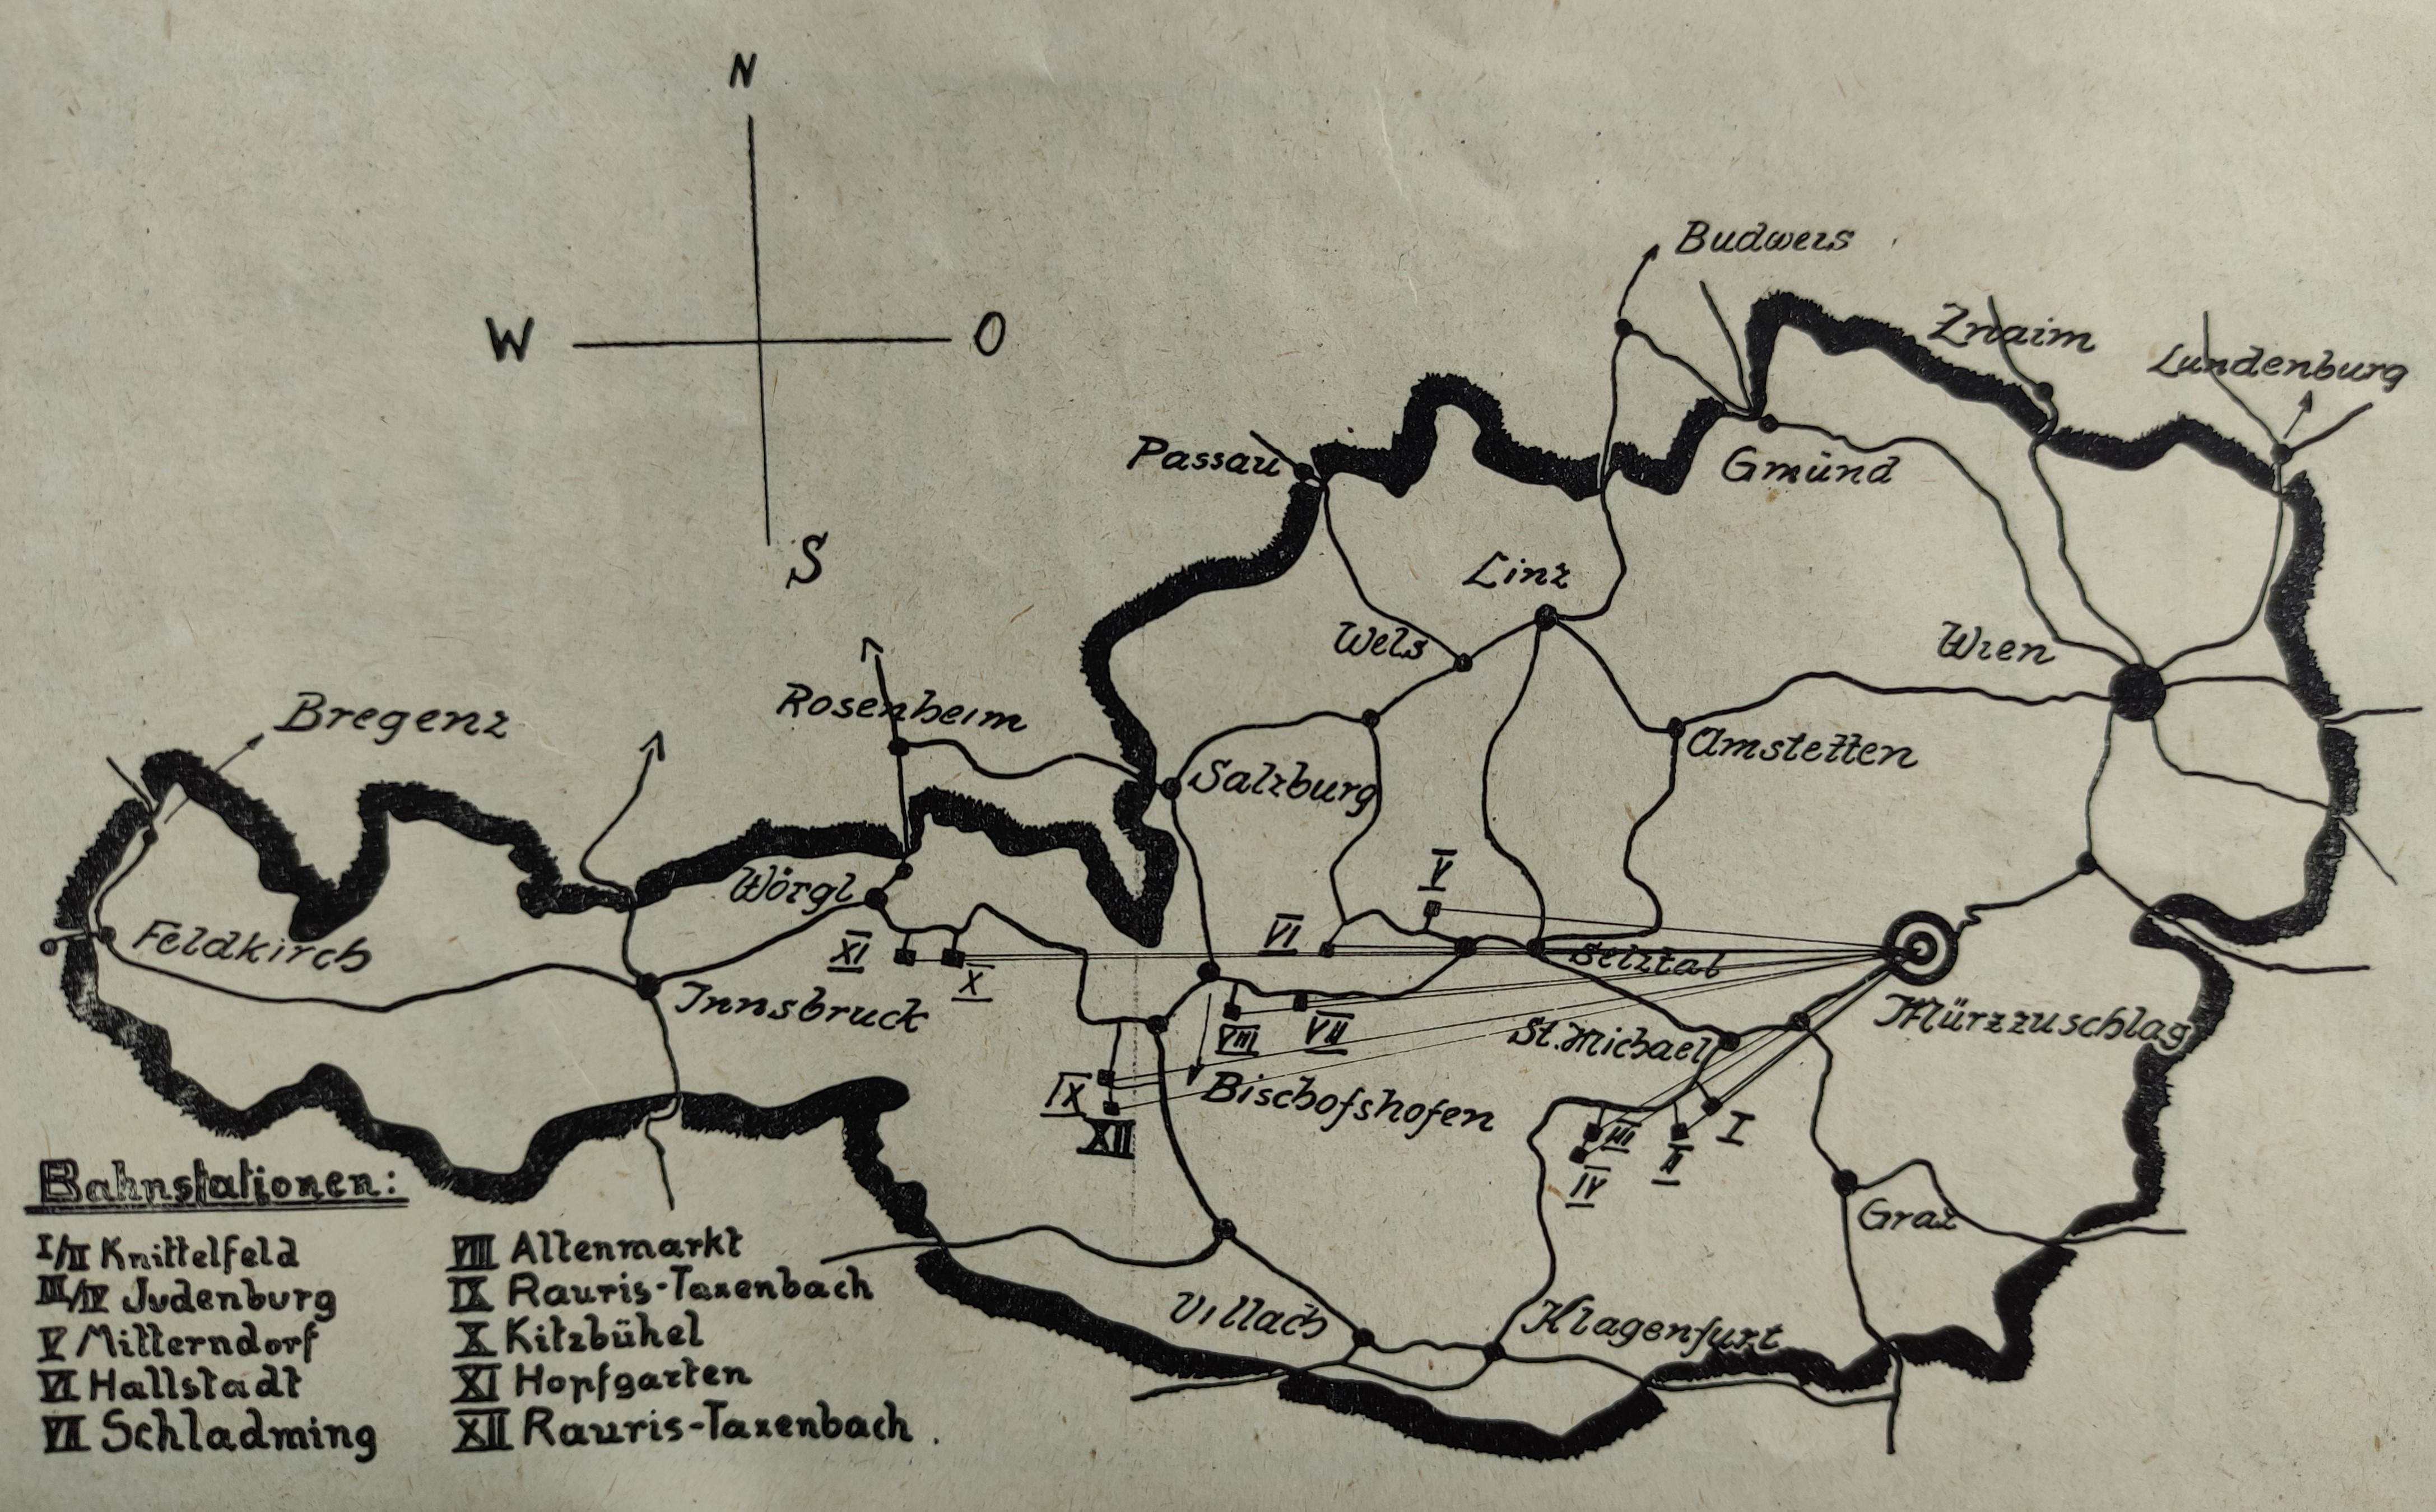 N
W
O
S
Budweis
Znaim
Lundenburg
Passau
Gmünd
Linz
Wels
Wien
Bregenz
Rosenheim
Salzburg
Amstetten
Wörgl
V
Feldkirch
XI
X
VI
Selztal
Innsbruck
VIII
VII
St. Michael
Mürzzuschlag
IX
XII
Bischofshofen
III
IV
II
I
Graz
Villach
Klagenfurt
Bahnstationen:
I/II Knittelfeld
III/IV Judenburg
V Mitterndorf
VI Hallstadt
VII Schladming
VIII Altenmarkt
IX Rauris-Taxenbach
X Kitzbühel
XI Hopfgarten
XII Rauris-Taxenbach.